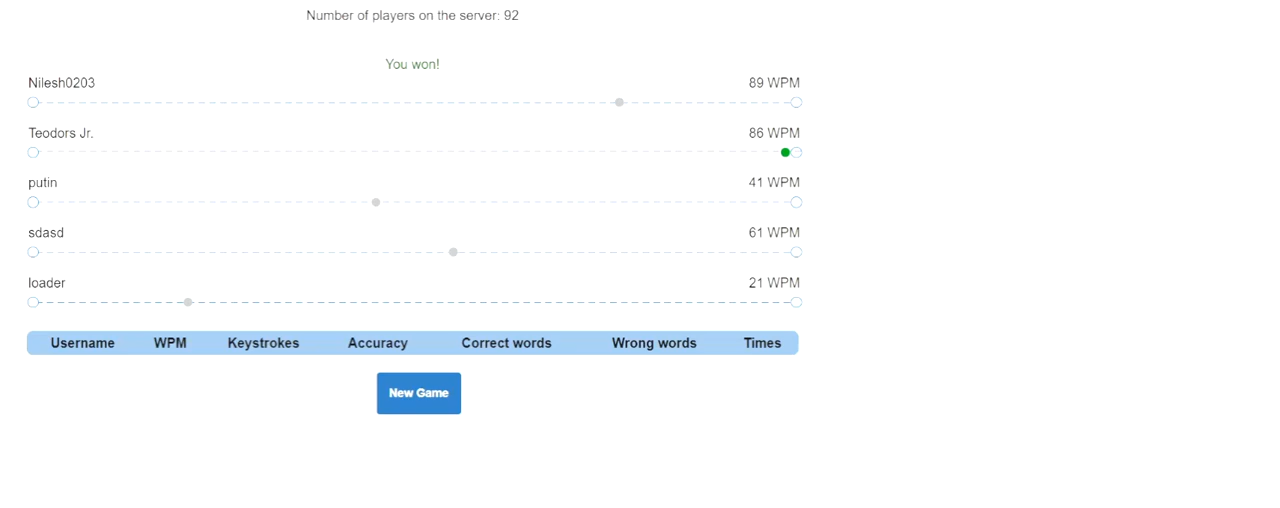 Number of players on the server: 92
You won!
Nilesh0203 89 WPM
Teodors Jr. 86 WPM
putin 41 WPM
sdasd 61 WPM
loader 21 WPM
Username WPM Keystrokes Accuracy Correct words Wrong words Times
New Game